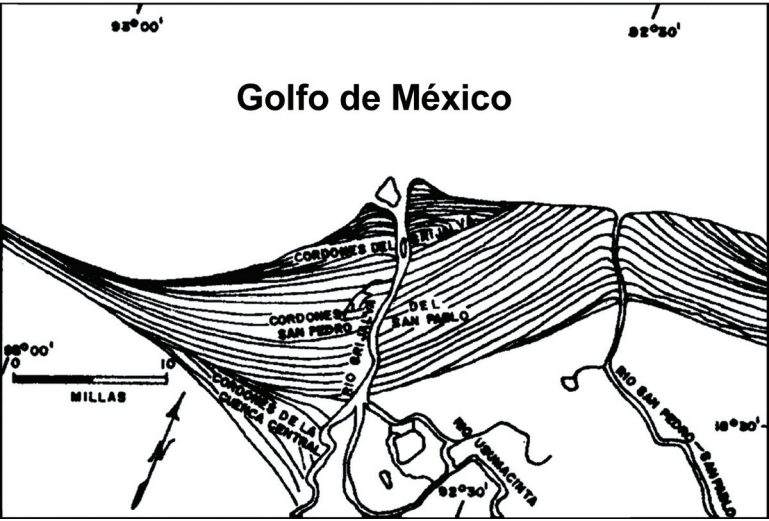 93°00'
92°30'
Golfo de México
CORDONES DEL GRIJALVA
CORDONES
SAN PEDRO
DEL
SAN PABLO
RIO GRIJALVA
98°00'
0 10
MILLAS
CORDONES DE LA
CUENCA CENTRAL
N
RIO USUMACINTA
92°30'
RIO SAN PEDRO-SAN PABLO
18°30'